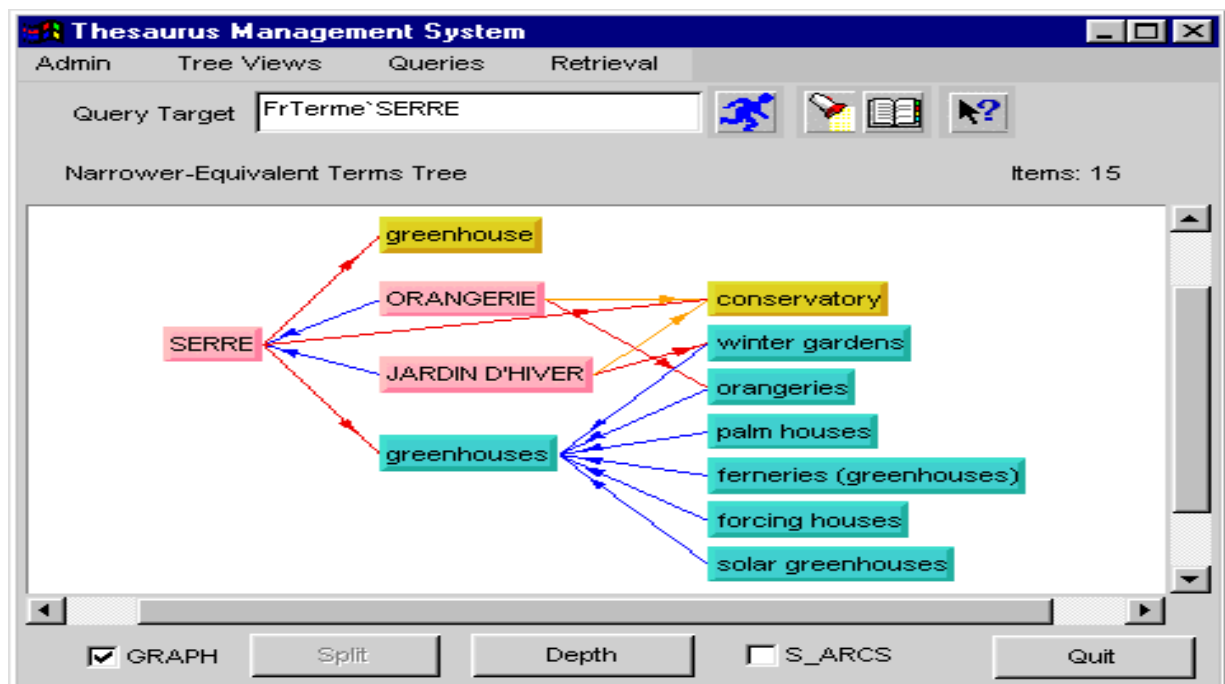 Thesaurus Management System
Admin Tree Views Queries Retrieval
Query Target FrTerme`SERRE
Narrower-Equivalent Terms Tree Items: 15
greenhouse
ORANGERIE conservatory
SERRE winter gardens
JARDIN D'HIVER orangeries
palm houses
greenhouses
ferneries (greenhouses)
forcing houses
solar greenhouses
GRAPH Split Depth S_ARCS Quit